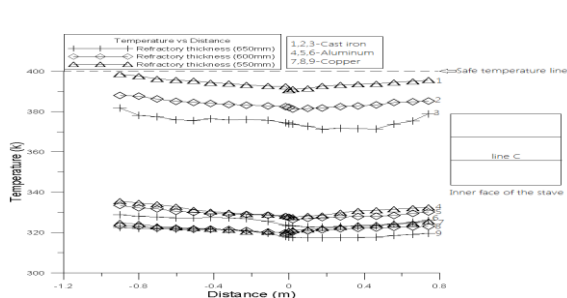 Temperature vs Distance
Refractory thickness (650mm)
Refractory thickness (600mm)
Refractory thickness (550mm)
1,2,3-Cast iron
4,5,6-Aluminum
7,8,9-Copper
400
380
360
340
320
300
Temperature (k)
Safe temperature line
1
2
3
4
5
6
7
8
9
line C
Inner face of the stave
-1.2
-0.8
-0.4
0
0.4
0.8
Distance (m)